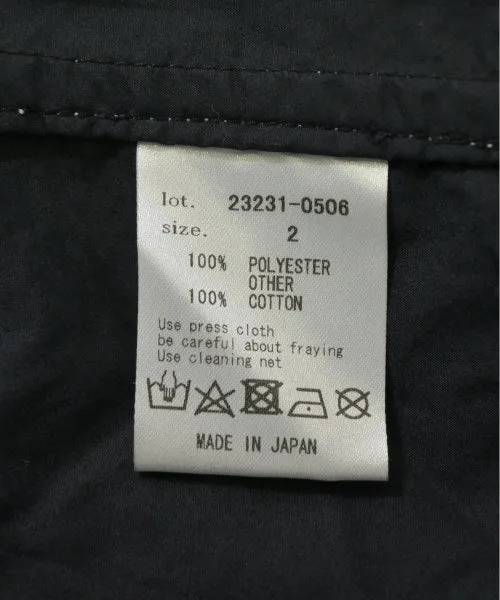 lot. 23231-0506
size. 2
100% POLYESTER
OTHER
100% COTTON
Use press cloth
be careful about fraying
Use cleaning net
MADE IN JAPAN